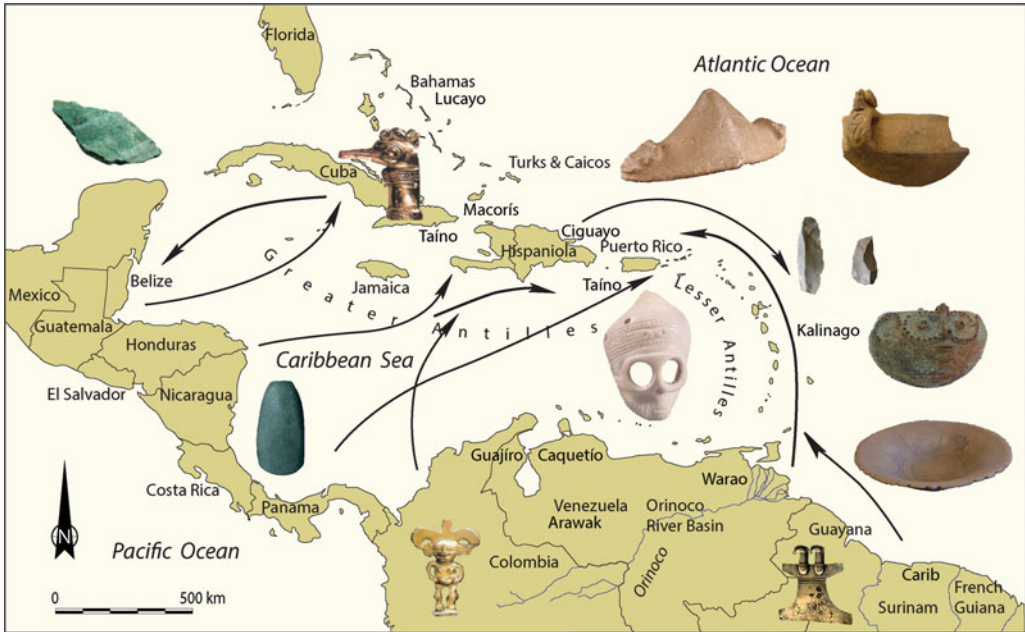 Florida
Atlantic Ocean
Bahamas
Lucayo
Cuba
Turks & Caicos
Macorís
Taíno
Ciguayo
Hispaniola
Puerto Rico
Belize
Greater Antilles
Jamaica
Taíno
Mexico
Guatemala
Honduras
Caribbean Sea
Lesser Antilles
Kalinago
El Salvador
Nicaragua
Guajíro
Caquetío
Warao
Costa Rica
Panama
Venezuela
Arawak
Orinoco
River Basin
Guayana
N
Pacific Ocean
Colombia
Orinoco
Carib
Surinam
French
Guiana
0
500 km